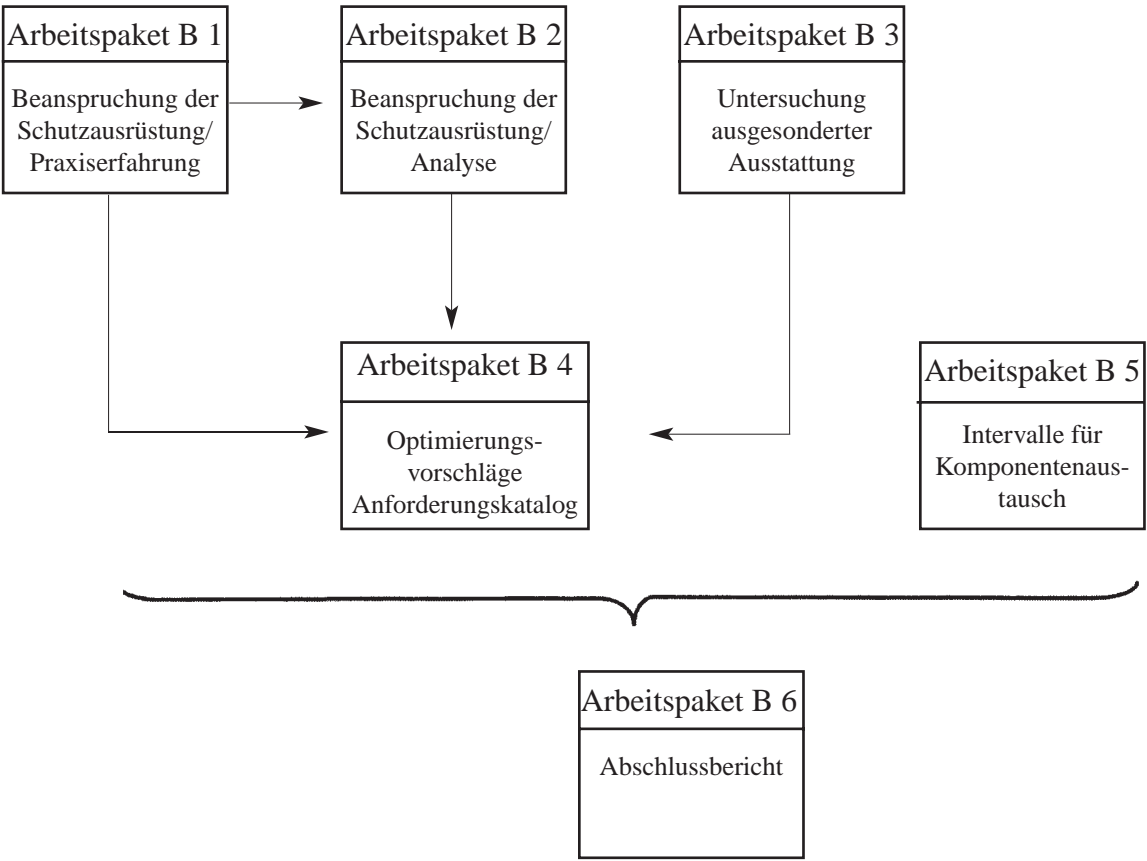 Arbeitspaket B 1
Beanspruchung der
Schutzausrüstung/
Praxiserfahrung
Arbeitspaket B 2
Beanspruchung der
Schutzausrüstung/
Analyse
Arbeitspaket B 3
Untersuchung
ausgesonderter
Ausstattung
Arbeitspaket B 4
Optimierungs-
vorschläge
Anforderungskatalog
Arbeitspaket B 5
Intervalle für
Komponentenaus-
tausch
Arbeitspaket B 6
Abschlussbericht